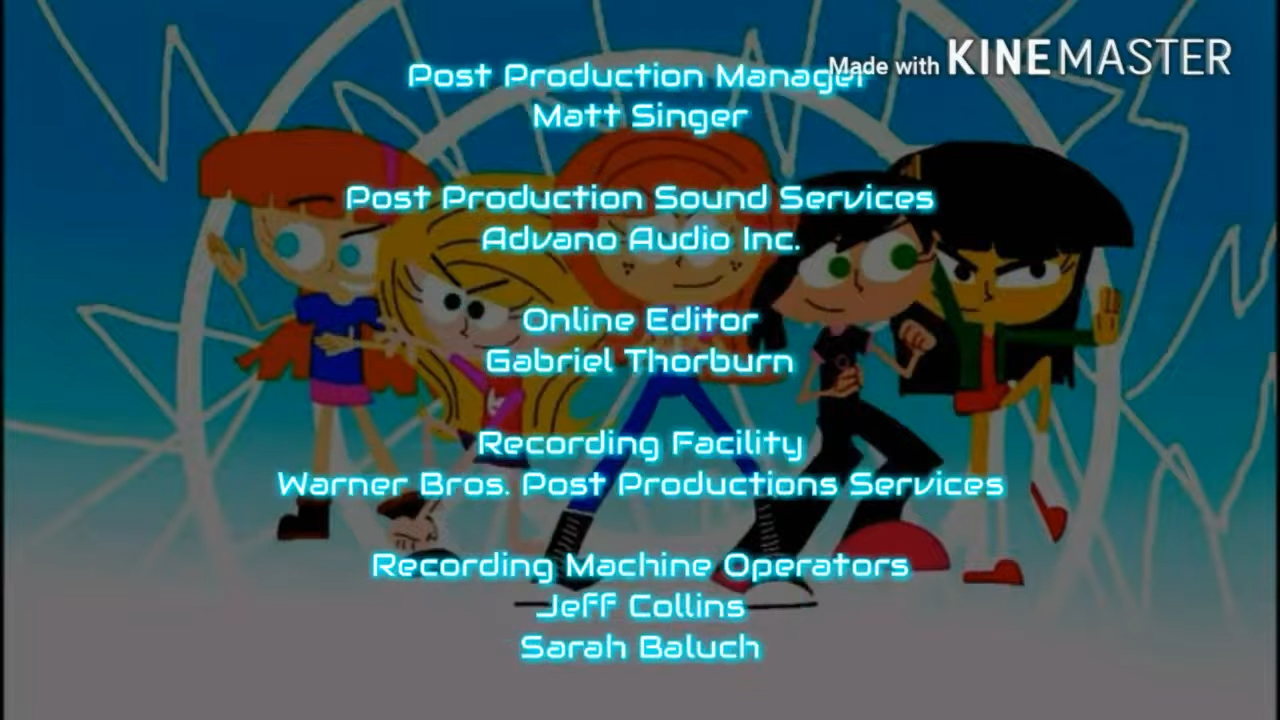 Made with KINEMASTER
Post Production Manager
Matt Singer
Post Production Sound Services
Advano Audio Inc.
Online Editor
Gabriel Thorburn
Recording Facility
Warner Bros. Post Productions Services
Recording Machine Operators
Jeff Collins
Sarah Baluch